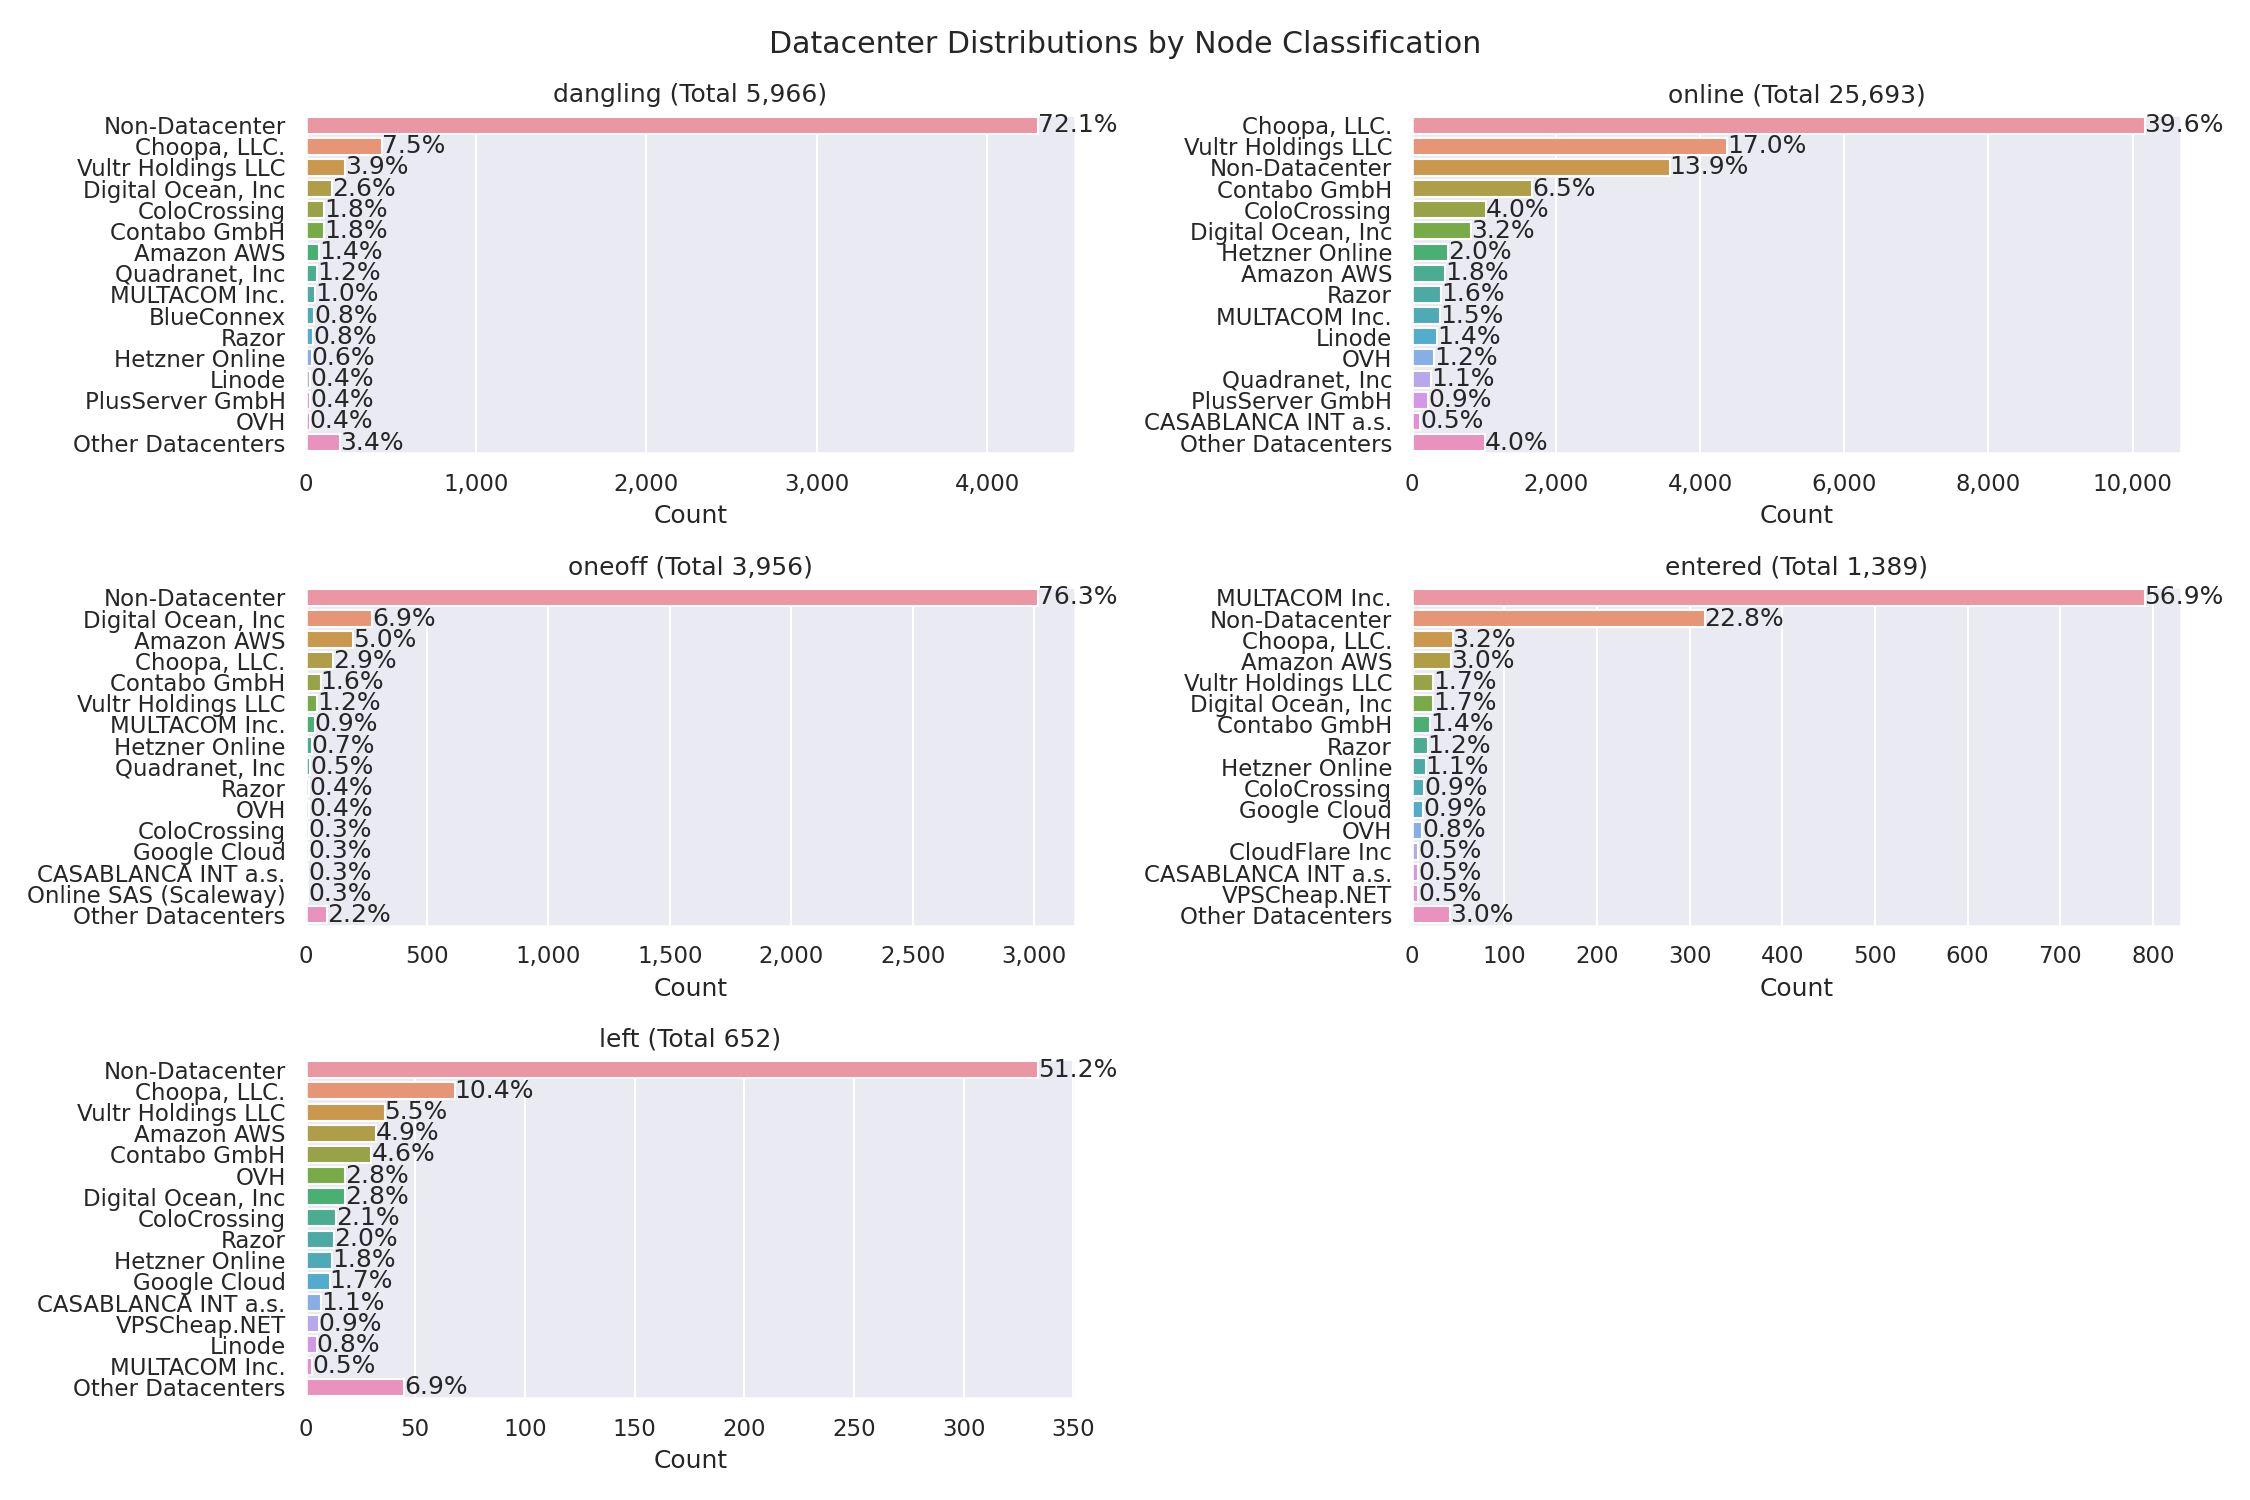 Datacenter Distributions by Node Classification
dangling (Total 5,966)
Non-Datacenter 72.1%
Choopa, LLC. 7.5%
Vultr Holdings LLC 3.9%
Digital Ocean, Inc 2.6%
ColoCrossing 1.8%
Contabo GmbH 1.8%
Amazon AWS 1.4%
Quadranet, Inc 1.2%
MULTACOM Inc. 1.0%
BlueConnex 0.8%
Razor 0.8%
Hetzner Online 0.6%
Linode 0.4%
PlusServer GmbH 0.4%
OVH 0.4%
Other Datacenters 3.4%
0 1,000 2,000 3,000 4,000
Count
online (Total 25,693)
Choopa, LLC. 39.6%
Vultr Holdings LLC 17.0%
Non-Datacenter 13.9%
Contabo GmbH 6.5%
ColoCrossing 4.0%
Digital Ocean, Inc 3.2%
Hetzner Online 2.0%
Amazon AWS 1.8%
Razor 1.6%
MULTACOM Inc. 1.5%
Linode 1.4%
OVH 1.2%
Quadranet, Inc 1.1%
PlusServer GmbH 0.9%
CASABLANCA INT a.s. 0.5%
Other Datacenters 4.0%
0 2,000 4,000 6,000 8,000 10,000
Count
oneoff (Total 3,956)
Non-Datacenter 76.3%
Digital Ocean, Inc 6.9%
Amazon AWS 5.0%
Choopa, LLC. 2.9%
Contabo GmbH 1.6%
Vultr Holdings LLC 1.2%
MULTACOM Inc. 0.9%
Hetzner Online 0.7%
Quadranet, Inc 0.5%
Razor 0.4%
OVH 0.4%
ColoCrossing 0.3%
Google Cloud 0.3%
CASABLANCA INT a.s. 0.3%
Online SAS (Scaleway) 0.3%
Other Datacenters 2.2%
0 500 1,000 1,500 2,000 2,500 3,000
Count
entered (Total 1,389)
MULTACOM Inc. 56.9%
Non-Datacenter 22.8%
Choopa, LLC. 3.2%
Amazon AWS 3.0%
Vultr Holdings LLC 1.7%
Digital Ocean, Inc 1.7%
Contabo GmbH 1.4%
Razor 1.2%
Hetzner Online 1.1%
ColoCrossing 0.9%
Google Cloud 0.9%
OVH 0.8%
CloudFlare Inc 0.5%
CASABLANCA INT a.s. 0.5%
VPSCheap.NET 0.5%
Other Datacenters 3.0%
0 100 200 300 400 500 600 700 800
Count
left (Total 652)
Non-Datacenter 51.2%
Choopa, LLC. 10.4%
Vultr Holdings LLC 5.5%
Amazon AWS 4.9%
Contabo GmbH 4.6%
OVH 2.8%
Digital Ocean, Inc 2.8%
ColoCrossing 2.1%
Razor 2.0%
Hetzner Online 1.8%
Google Cloud 1.7%
CASABLANCA INT a.s. 1.1%
VPSCheap.NET 0.9%
Linode 0.8%
MULTACOM Inc. 0.5%
Other Datacenters 6.9%
0 50 100 150 200 250 300 350
Count